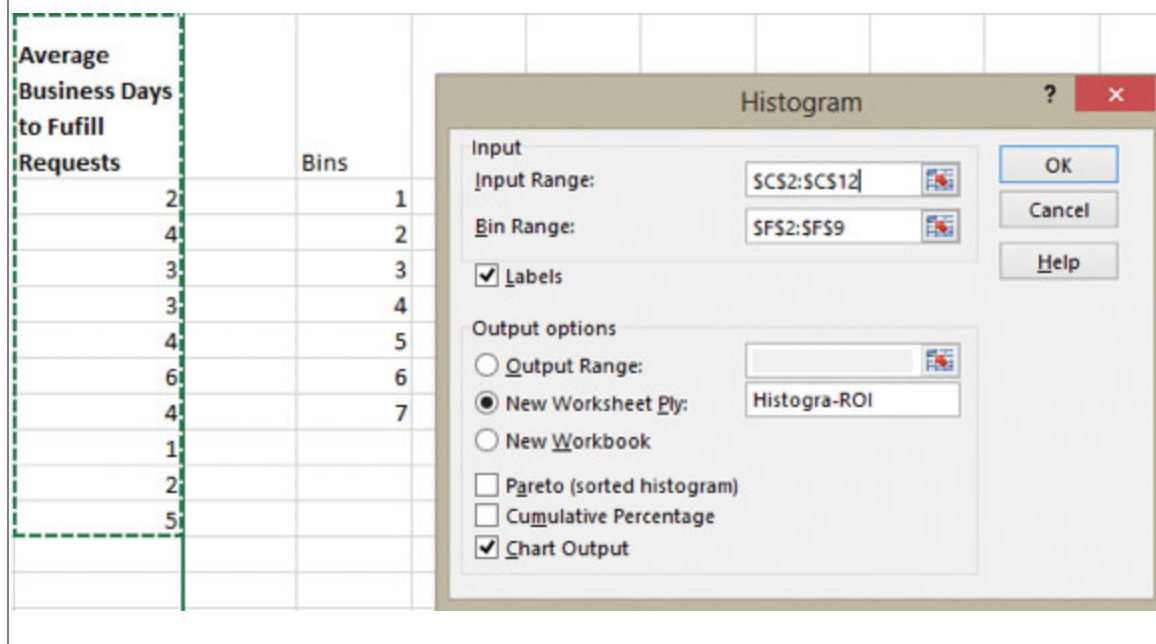 Average
Business Days
to Fufill
Requests
Bins
2 1
4 2
3 3
3 4
4 5
6 6
4 7
1
2
5
Histogram
?
×
Input
Input Range:
$C$2:$C$12
Bin Range:
$F$2:$F$9
Labels
OK
Cancel
Help
Output options
Output Range:
New Worksheet Ply:
Histogra-ROI
New Workbook
Pareto (sorted histogram)
Cumulative Percentage
Chart Output